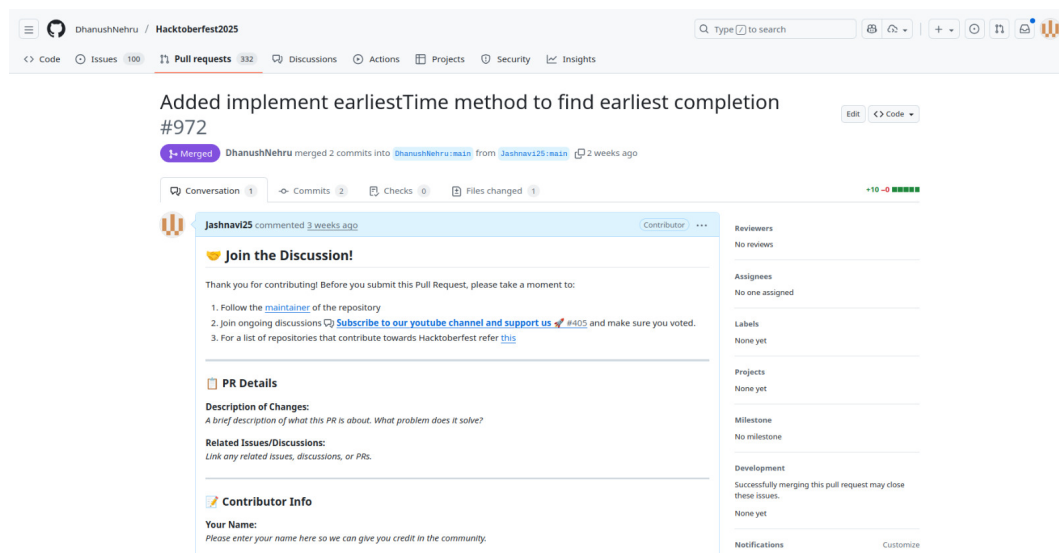 DhanushNehru / Hacktoberfest2025
Type / to search
<> Code Issues 100 Pull requests 332 Discussions Actions Projects Security Insights
Added implement earliestTime method to find earliest completion
#972
Edit <> Code
Merged DhanushNehru merged 2 commits into DhanushNehru:main from Jashnavi25:main 2 weeks ago
Conversation 1 Commits 2 Checks 0 Files changed 1 +10 −0
Jashnavi25 commented 3 weeks ago Contributor ...
🤝 Join the Discussion!
Thank you for contributing! Before you submit this Pull Request, please take a moment to:
1. Follow the maintainer of the repository
2. Join ongoing discussions Subscribe to our youtube channel and support us 🚀 #405 and make sure you voted.
3. For a list of repositories that contribute towards Hacktoberfest refer this
📋 PR Details
Description of Changes:
A brief description of what this PR is about. What problem does it solve?
Related Issues/Discussions:
Link any related issues, discussions, or PRs.
📝 Contributor Info
Your Name:
Please enter your name here so we can give you credit in the community.
Reviewers
No reviews
Assignees
No one assigned
Labels
None yet
Projects
None yet
Milestone
No milestone
Development
Successfully merging this pull request may close
these issues.
None yet
Notifications Customize